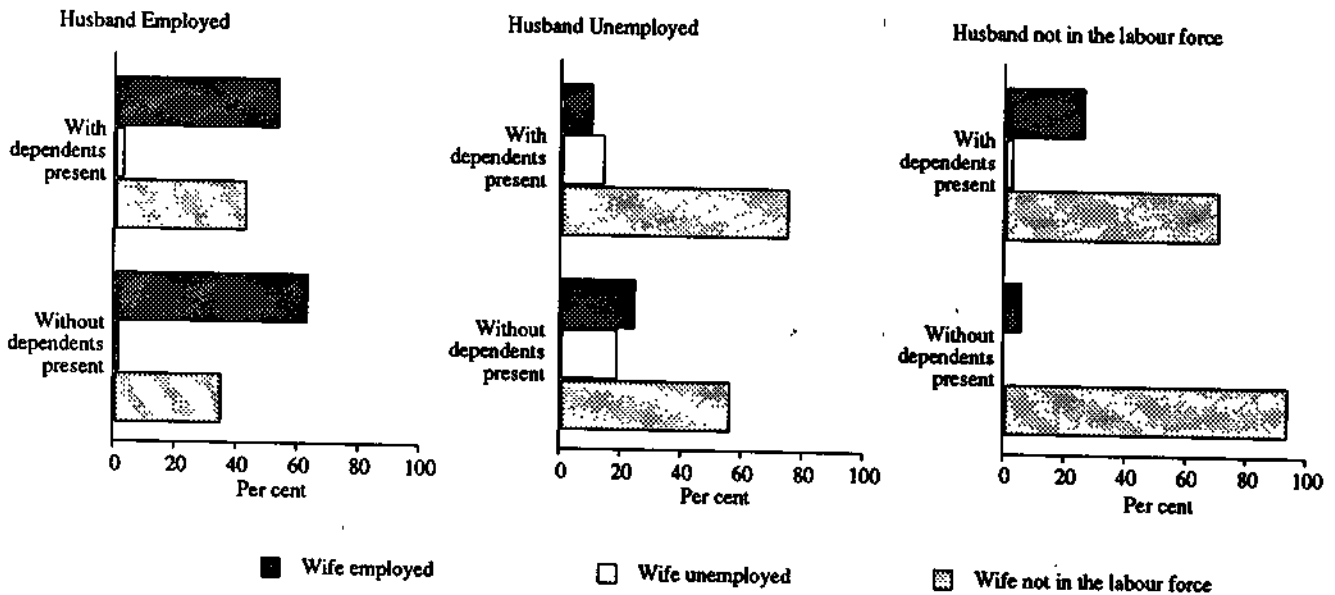 Husband Employed
With
dependents
present
Without
dependents
present
0 20 40 60 80 100
Per cent
Husband Unemployed
With
dependents
present
Without
dependents
present
0 20 40 60 80 100
Per cent
Husband not in the labour force
With
dependents
present
Without
dependents
present
0 20 40 60 80 100
Per cent
Wife employed
Wife unemployed
Wife not in the labour force